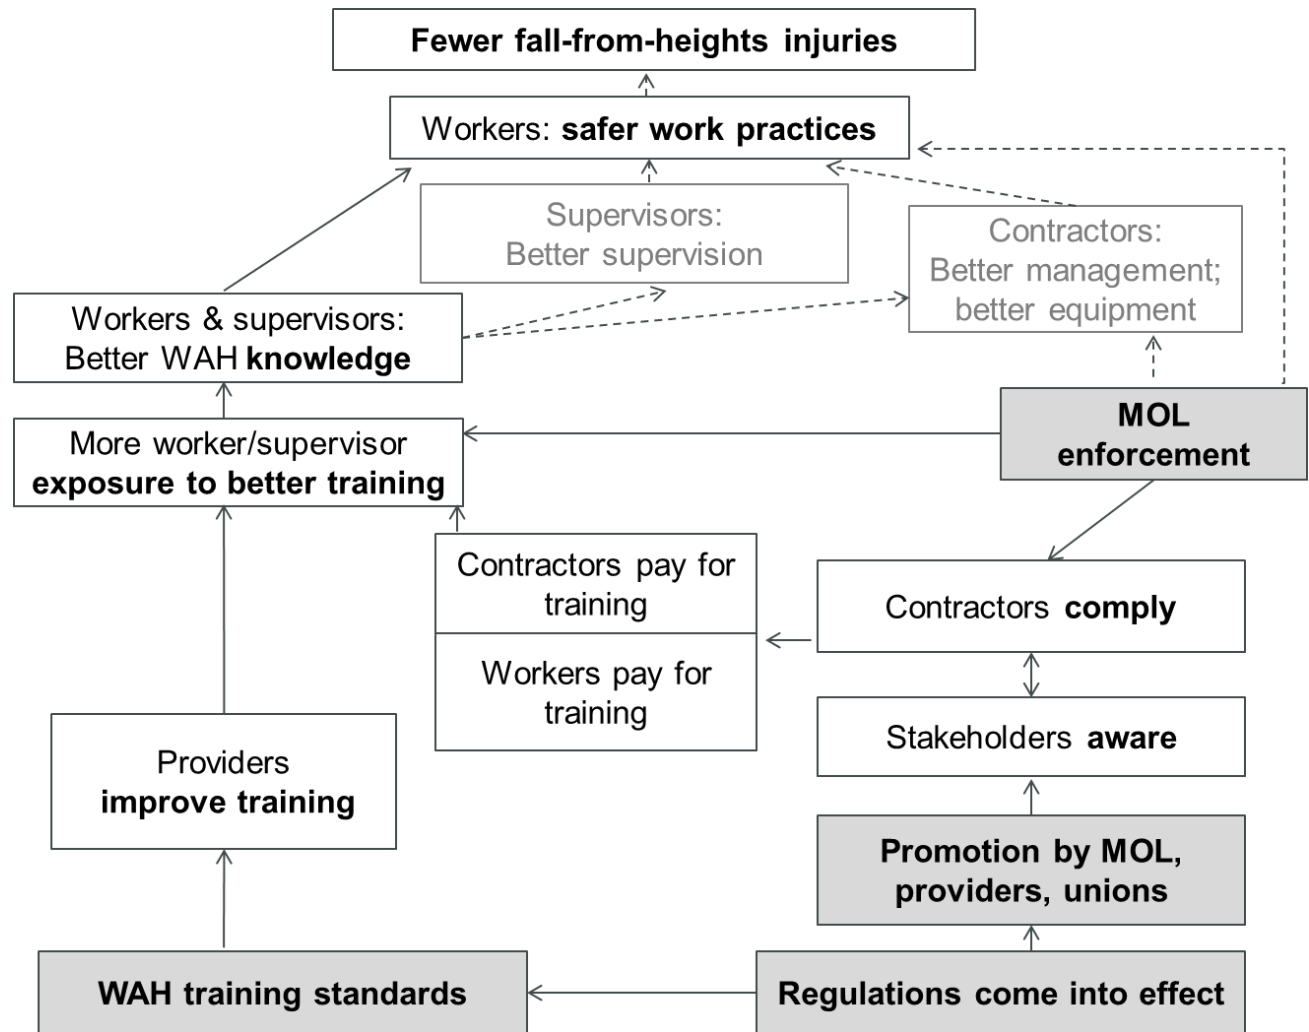 Fewer fall-from-heights injuries
Workers: safer work practices
Supervisors:
Better supervision
Contractors:
Better management;
better equipment
Workers & supervisors:
Better WAH knowledge
More worker/supervisor
exposure to better training
MOL
enforcement
Contractors pay for
training
Workers pay for
training
Contractors comply
Stakeholders aware
Providers
improve training
Promotion by MOL,
providers, unions
WAH training standards
Regulations come into effect